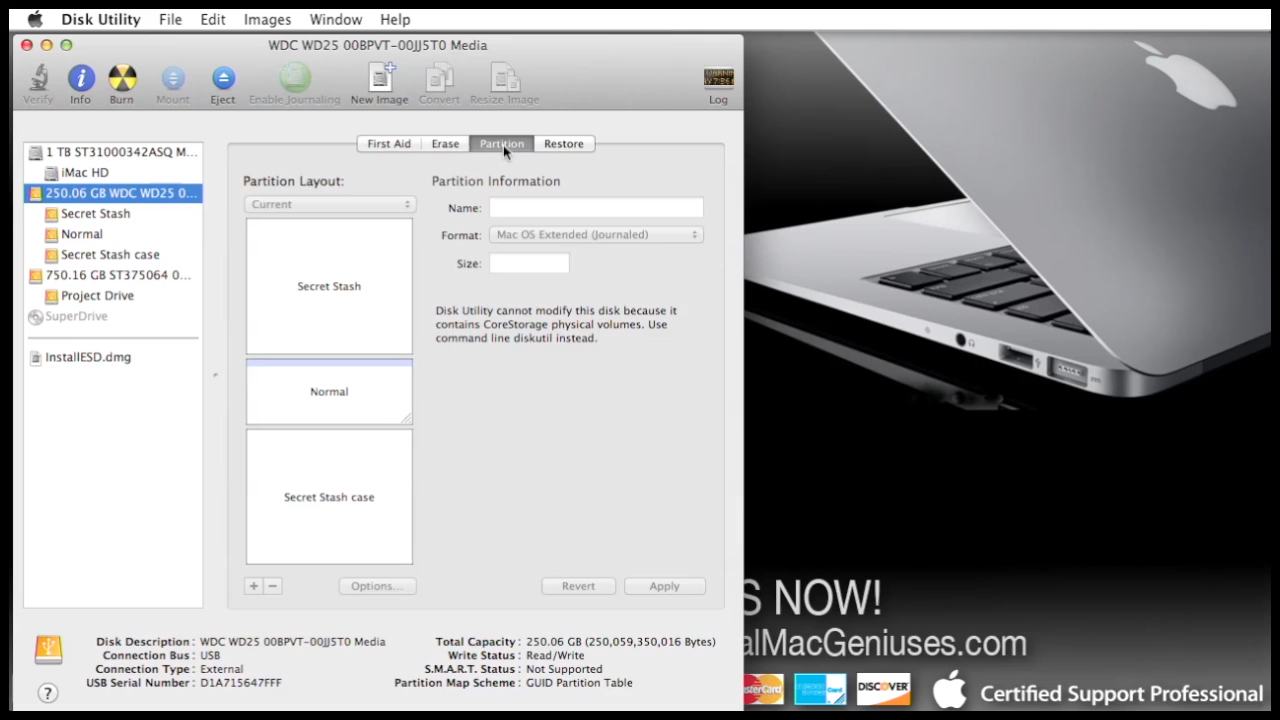 Disk Utility File Edit Images Window Help
WDC WD25 00BPVT-00JJ5T0 Media
Verify Info Burn Mount Eject Enable Journaling New Image Convert Resize Image Log
First Aid Erase Partition Restore
1 TB ST31000342ASQ M...
iMac HD
250.06 GB WDC WD25 0...
Secret Stash
Normal
Secret Stash case
750.16 GB ST375064 0...
Project Drive
SuperDrive
InstallESD.dmg
Partition Layout:
Current
Secret Stash
Normal
Secret Stash case
+ − Options...
Partition Information
Name:
Format: Mac OS Extended (Journaled)
Size:
Disk Utility cannot modify this disk because it
contains CoreStorage physical volumes. Use
command line diskutil instead.
Revert Apply
Disk Description : WDC WD25 00BPVT-00JJ5T0 Media
Connection Bus : USB
Connection Type : External
USB Serial Number : D1A715647FFF
Total Capacity : 250.06 GB (250,059,350,016 Bytes)
Write Status : Read/Write
S.M.A.R.T. Status : Not Supported
Partition Map Scheme : GUID Partition Table
?
S NOW!
alMacGeniuses.com
DISCOVER
Certified Support Professional